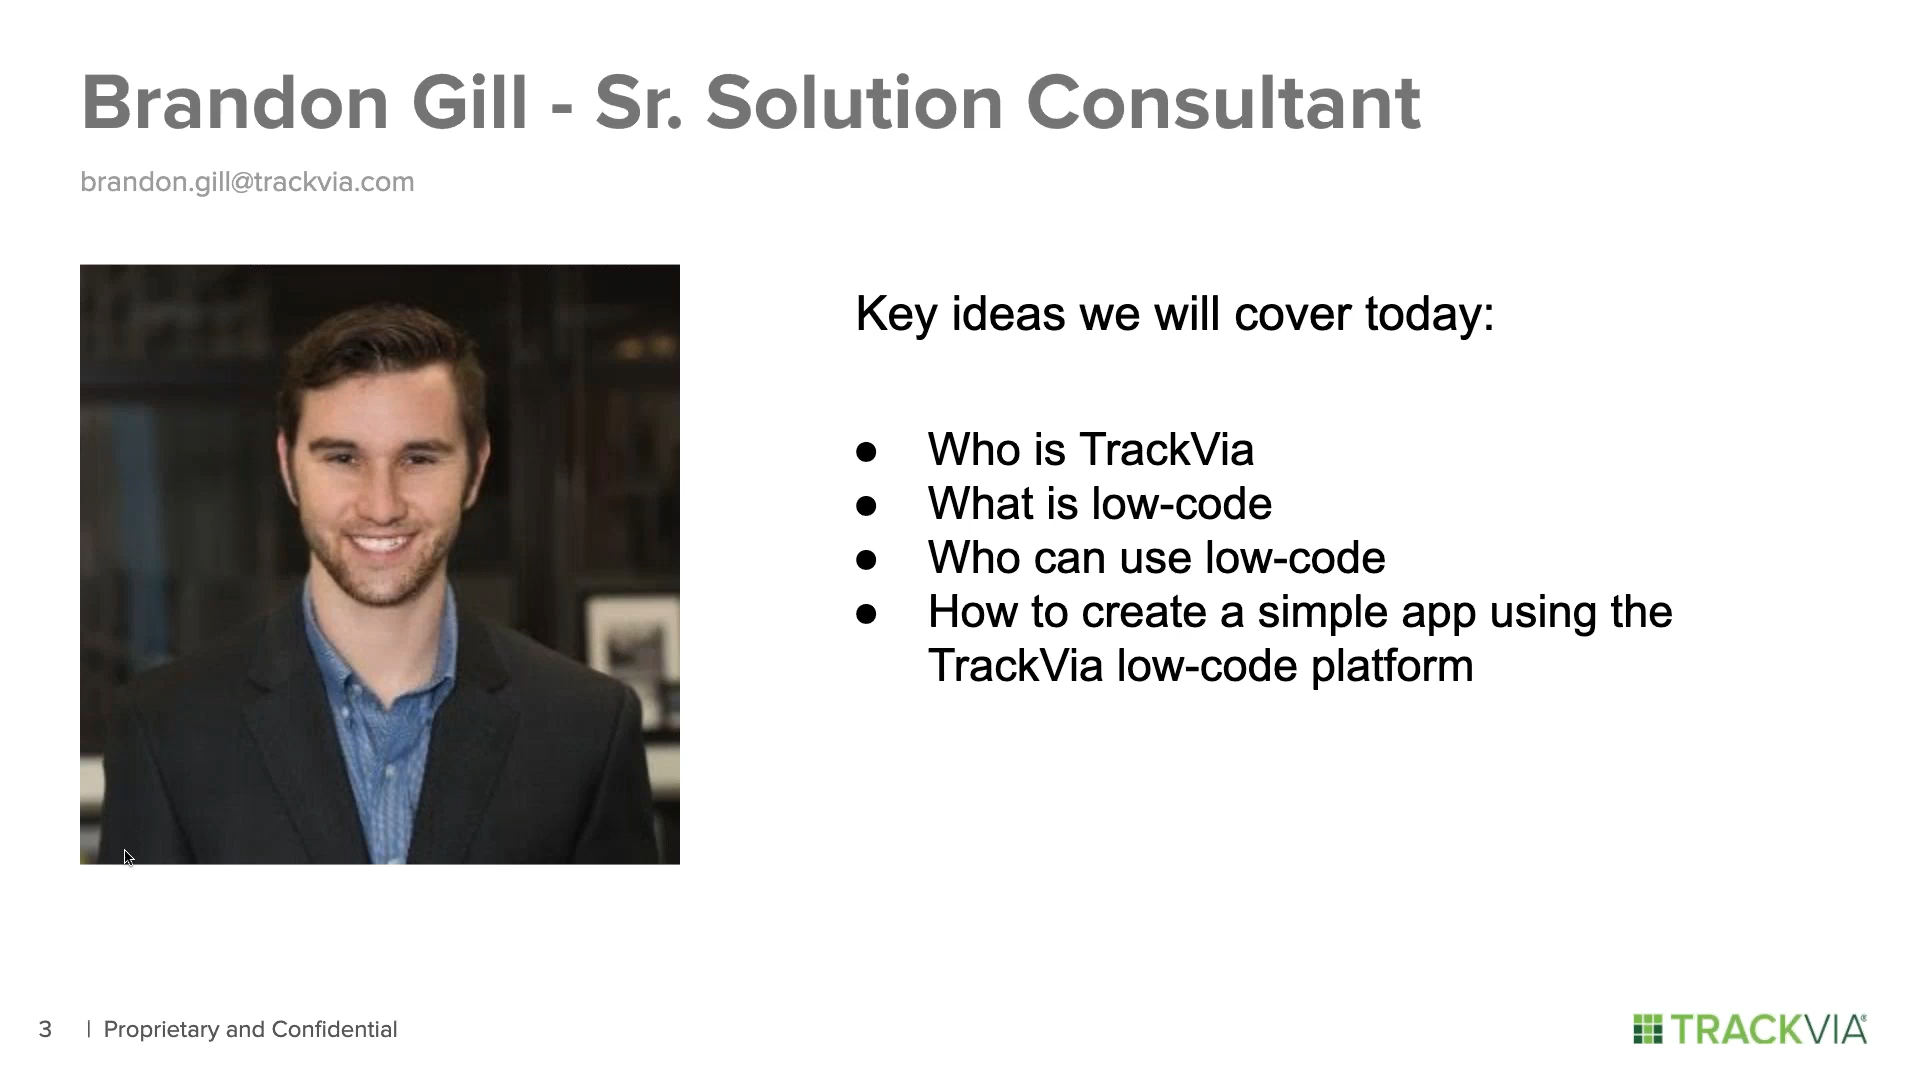 Brandon Gill - Sr. Solution Consultant
brandon.gill@trackvia.com
Key ideas we will cover today:
● Who is TrackVia
● What is low-code
● Who can use low-code
● How to create a simple app using the
TrackVia low-code platform
3 | Proprietary and Confidential
TRACKVIA®